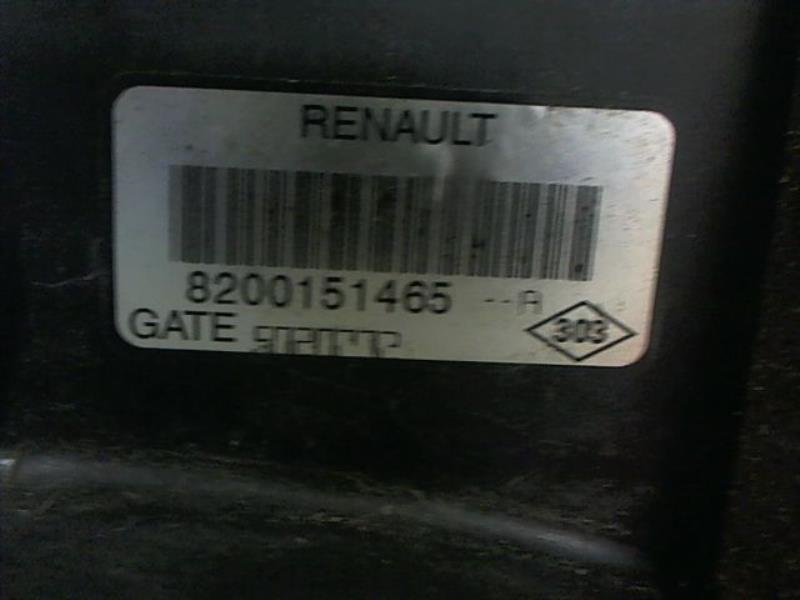 RENAULT
8200151465 --A
GATE
303